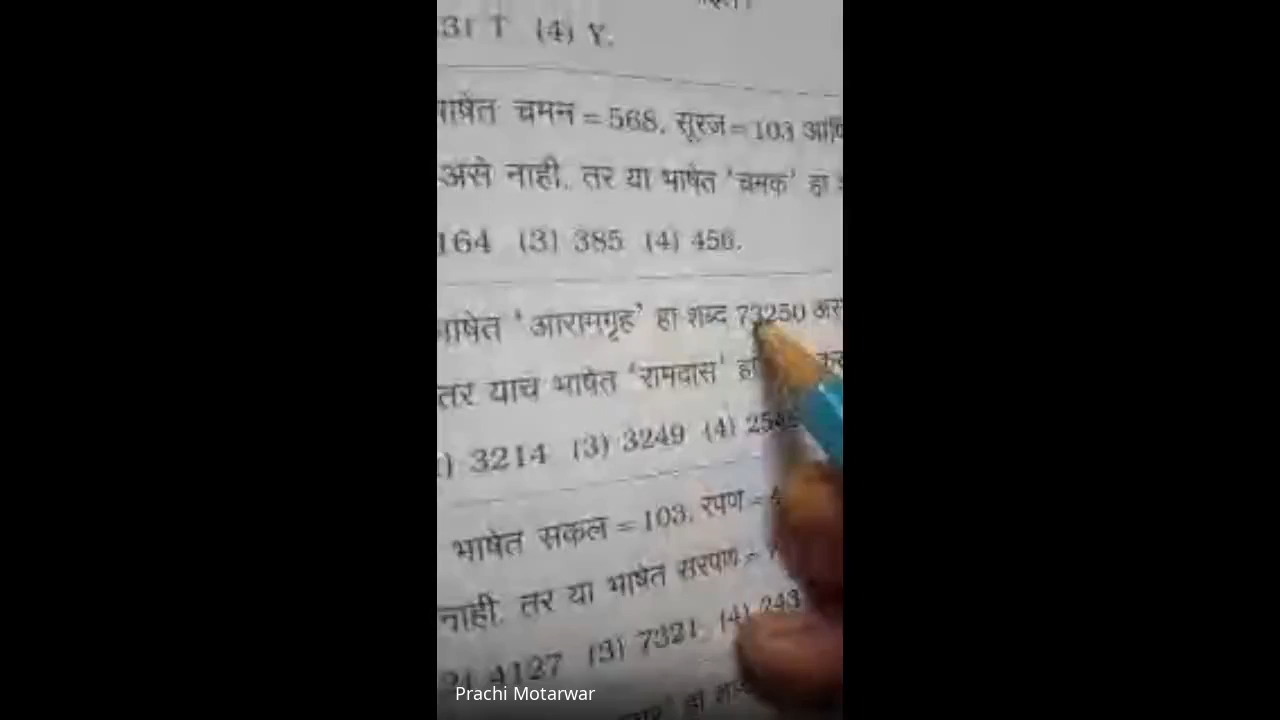 3) T (4) Y.
भाषेत चमन = 568, सूरज = 103
असे नाही. तर या भाषेत 'चमक' हा
164 (3) 385 (4) 456.
भाषेत 'आरामगृह' हा शब्द 73250
तर याच भाषेत 'रामदास'
3214 (3) 3249 (4)
भाषेत सकल = 103, रपण =
नाही. तर या भाषेत सरपण =
4127 (3) 7321 (4) 243
हा
Prachi Motarwar